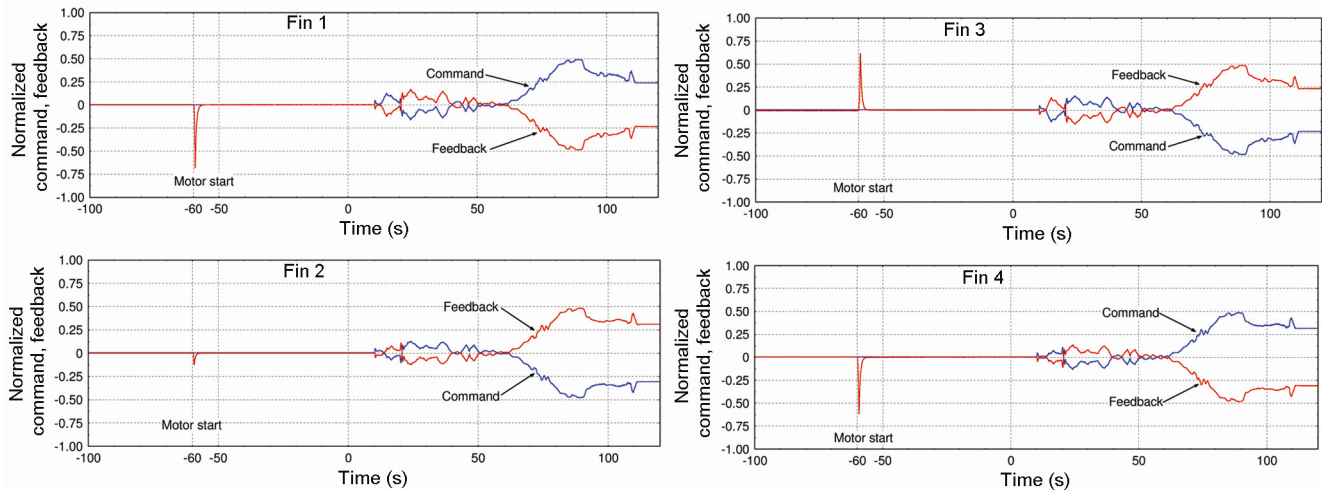 Fin 1
Normalized
command, feedback
1.00
0.75
0.50
0.25
0.00
-0.25
-0.50
0.75
1.00
Command
Feedback
Motor start
-100
-60
-50
0
50
100
Time (s)
Fin 3
Normalized
command, feedback
1.00
0.75
0.50
0.25
0.00
-0.25
-0.50
-0.75
-1.00
Feedback
Command
Motor start
-100
-60
-50
0
50
100
Time (s)
Fin 2
Normalized
command, feedback
1.00
0.75
0.50
0.25
0.00
-0.25
-0.50
-0.75
-1.00
Feedback
Command
Motor start
-100
-60
-50
0
50
100
Time (s)
Fin 4
Normalized
command, feedback
1.00
0.75
0.50
0.25
0.00
-0.25
-0.50
-0.75
-1.00
Command
Feedback
Motor start
-100
-60
-50
0
50
100
Time (s)